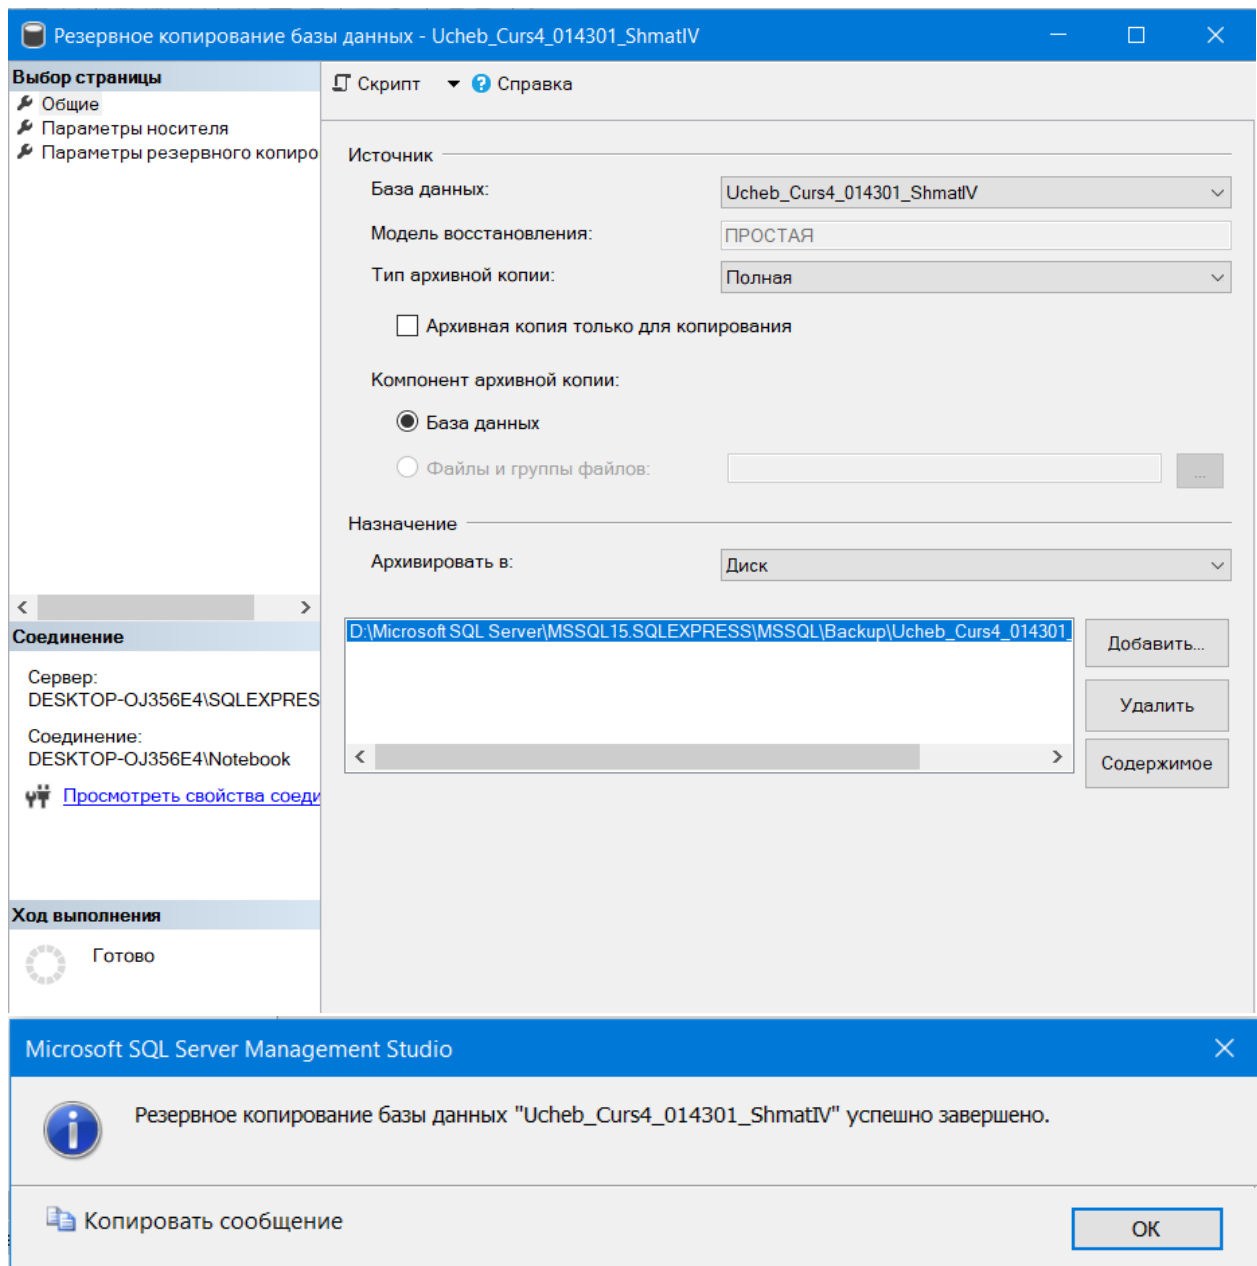 Резервное копирование базы данных - Ucheb_Curs4_014301_ShmatIV
Выбор страницы
Общие
Параметры носителя
Параметры резервного копиро
Скрипт
Справка
Источник
База данных:
Ucheb_Curs4_014301_ShmatIV
Модель восстановления:
ПРОСТАЯ
Тип архивной копии:
Полная
Архивная копия только для копирования
Компонент архивной копии:
База данных
Файлы и группы файлов:
...
Назначение
Архивировать в:
Диск
D:\Microsoft SQL Server\MSSQL15.SQLEXPRESS\MSSQL\Backup\Ucheb_Curs4_014301_
Добавить...
Удалить
Содержимое
Соединение
Сервер:
DESKTOP-OJ356E4\SQLEXPRES
Соединение:
DESKTOP-OJ356E4\Notebook
Просмотреть свойства соеди
Ход выполнения
Готово
Microsoft SQL Server Management Studio
Резервное копирование базы данных "Ucheb_Curs4_014301_ShmatIV" успешно завершено.
Копировать сообщение
ОК